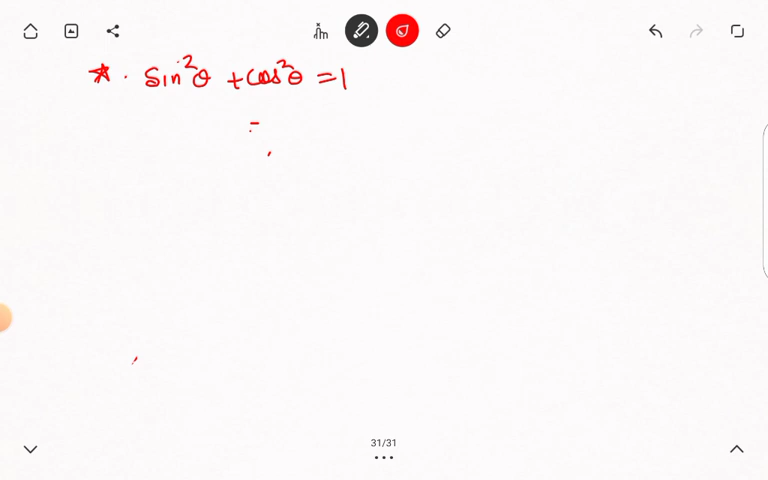 * . Sin²θ + Cos²θ = 1
31/31